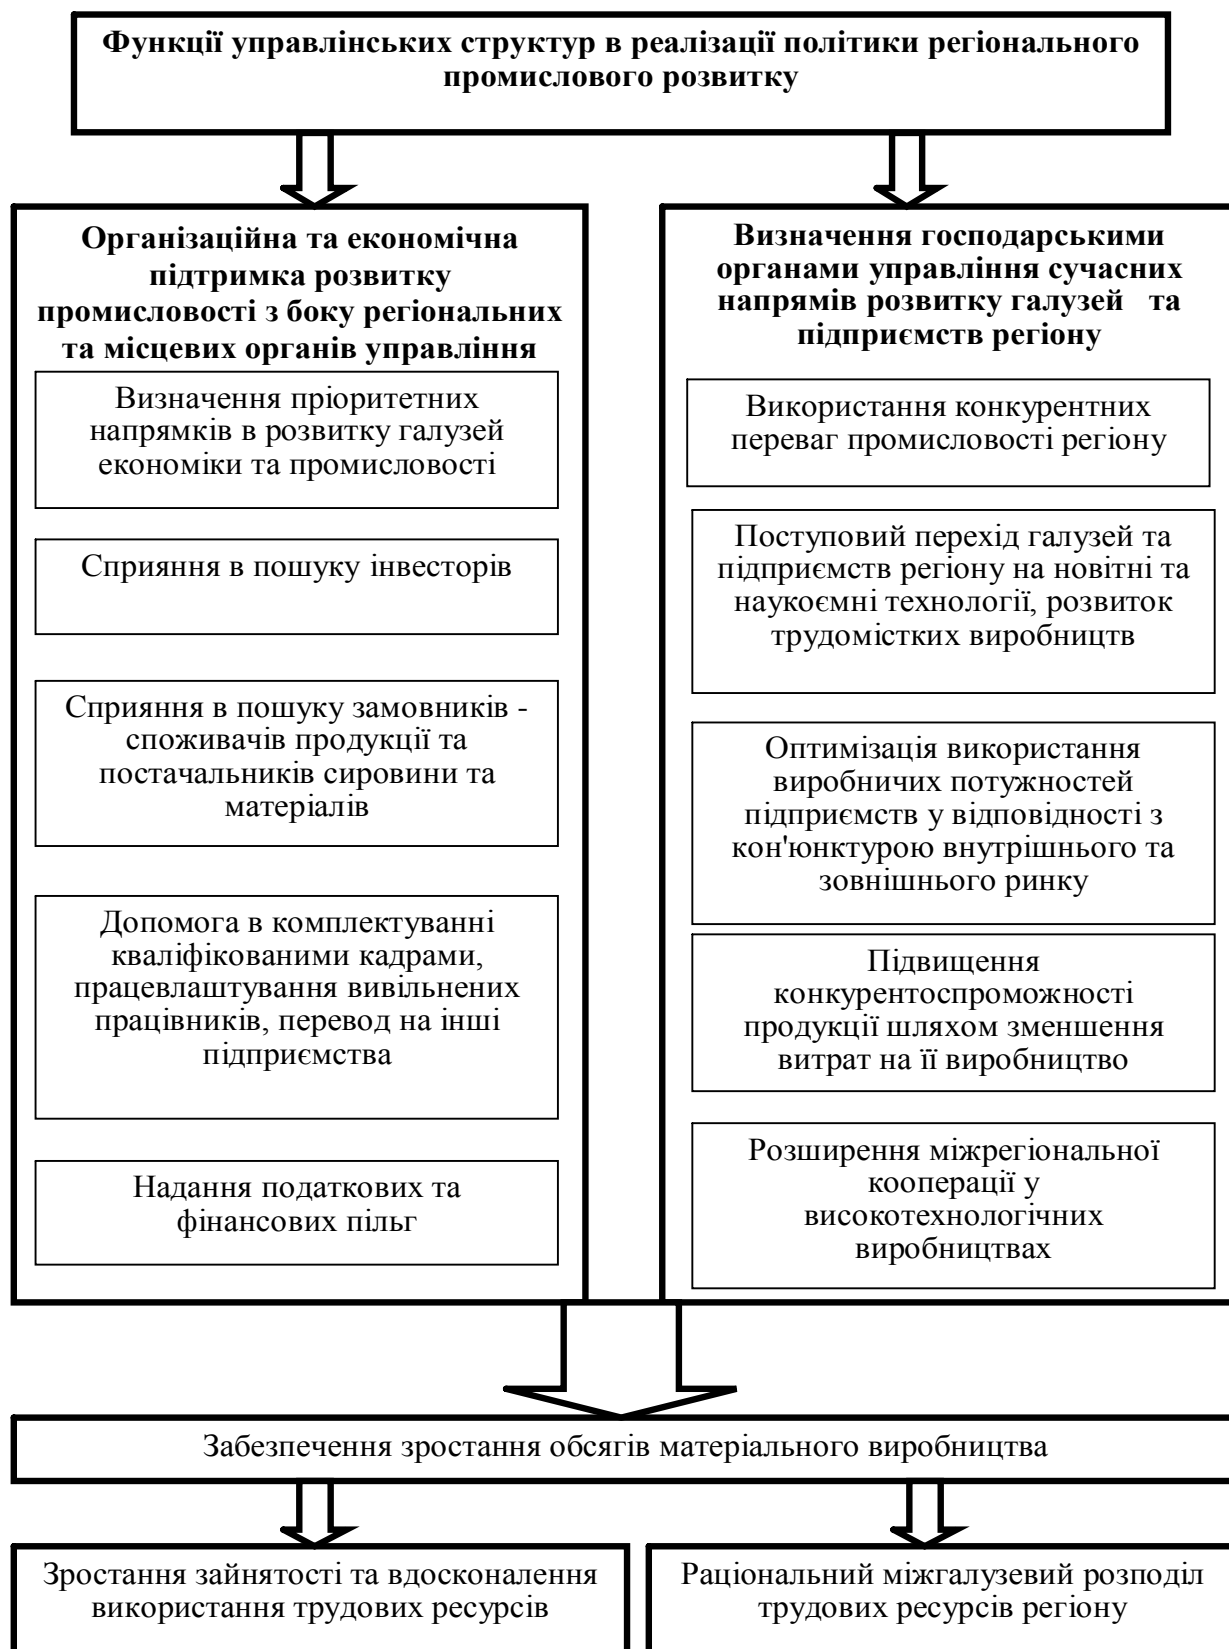 Функції управлінських структур в реалізації політики регіонального
промислового розвитку
Організаційна та економічна
підтримка розвитку
промисловості з боку регіональних
та місцевих органів управління
Визначення пріоритетних
напрямків в розвитку галузей
економіки та промисловості
Сприяння в пошуку інвесторів
Сприяння в пошуку замовників -
споживачів продукції та
постачальників сировини та
матеріалів
Допомога в комплектуванні
кваліфікованими кадрами,
працевлаштування вивільнених
працівників, перевод на інші
підприємства
Надання податкових та
фінансових пільг
Визначення господарськими
органами управління сучасних
напрямів розвитку галузей та
підприємств регіону
Використання конкурентних
переваг промисловості регіону
Поступовий перехід галузей та
підприємств регіону на новітні та
наукоємні технології, розвиток
трудомістких виробництв
Оптимізація використання
виробничих потужностей
підприємств у відповідності з
кон'юнктурою внутрішнього та
зовнішнього ринку
Підвищення
конкурентоспроможності
продукції шляхом зменшення
витрат на її виробництво
Розширення міжрегіональної
кооперації у
високотехнологічних
виробництвах
Забезпечення зростання обсягів матеріального виробництва
Зростання зайнятості та вдосконалення
використання трудових ресурсів
Раціональний міжгалузевий розподіл
трудових ресурсів регіону